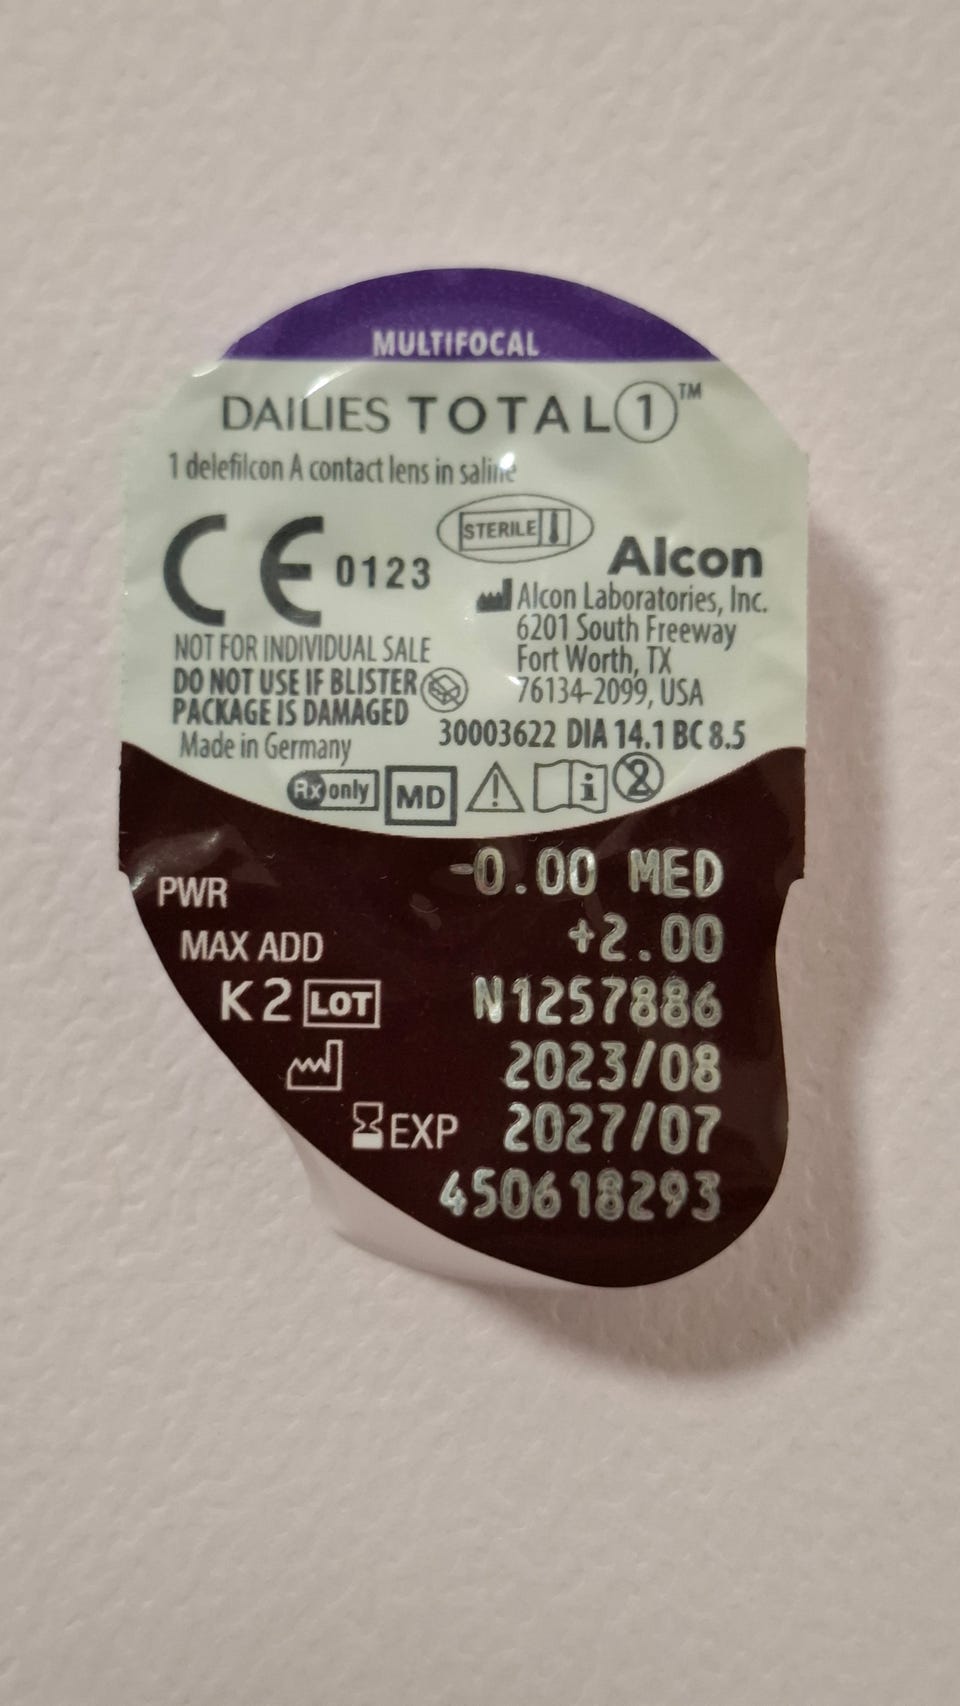 MULTIFOCAL
DAILIES TOTAL 1™
1 delefilcon A contact lens in saline
CE 0123
STERILE
Alcon
Alcon Laboratories, Inc.
6201 South Freeway
Fort Worth, TX
76134-2099, USA
NOT FOR INDIVIDUAL SALE
DO NOT USE IF BLISTER
PACKAGE IS DAMAGED
Made in Germany
30003622 DIA 14.1 BC 8.5
Rx only MD i 2
PWR -0.00 MED
MAX ADD +2.00
K2 LOT N1257886
2023/08
EXP 2027/07
450618293